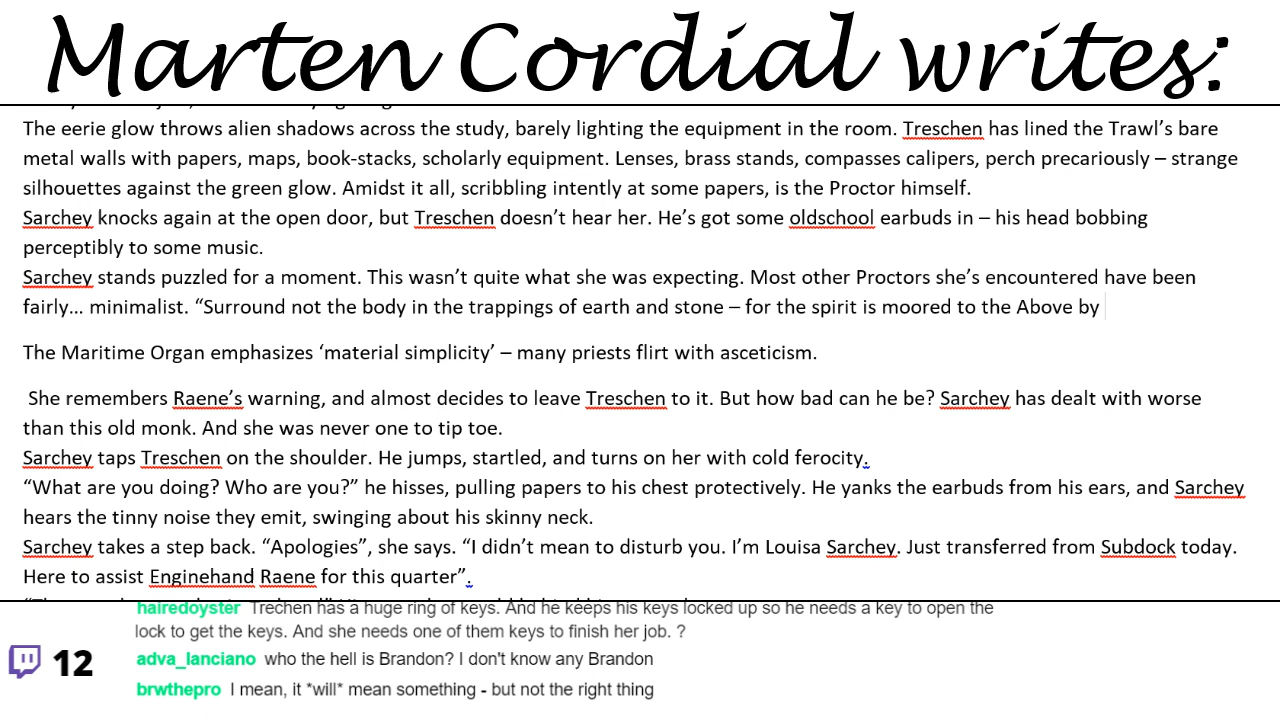 Marten Cordial writes:
The eerie glow throws alien shadows across the study, barely lighting the equipment in the room. Treschen has lined the Trawl’s bare
metal walls with papers, maps, book-stacks, scholarly equipment. Lenses, brass stands, compasses calipers, perch precariously – strange
silhouettes against the green glow. Amidst it all, scribbling intently at some papers, is the Proctor himself.
Sarchey knocks again at the open door, but Treschen doesn’t hear her. He’s got some oldschool earbuds in – his head bobbing
perceptibly to some music.
Sarchey stands puzzled for a moment. This wasn’t quite what she was expecting. Most other Proctors she’s encountered have been
fairly… minimalist. “Surround not the body in the trappings of earth and stone – for the spirit is moored to the Above by
The Maritime Organ emphasizes ‘material simplicity’ – many priests flirt with asceticism.
She remembers Raene’s warning, and almost decides to leave Treschen to it. But how bad can he be? Sarchey has dealt with worse
than this old monk. And she was never one to tip toe.
Sarchey taps Treschen on the shoulder. He jumps, startled, and turns on her with cold ferocity.
“What are you doing? Who are you?” he hisses, pulling papers to his chest protectively. He yanks the earbuds from his ears, and Sarchey
hears the tinny noise they emit, swinging about his skinny neck.
Sarchey takes a step back. “Apologies”, she says. “I didn’t mean to disturb you. I’m Louisa Sarchey. Just transferred from Subdock today.
Here to assist Enginehand Raene for this quarter”.
hairedoyster Trechen has a huge ring of keys. And he keeps his keys locked up so he needs a key to open the
lock to get the keys. And she needs one of them keys to finish her job. ?
12
adva_lanciano who the hell is Brandon? I don't know any Brandon
brwthepro I mean, it *will* mean something - but not the right thing